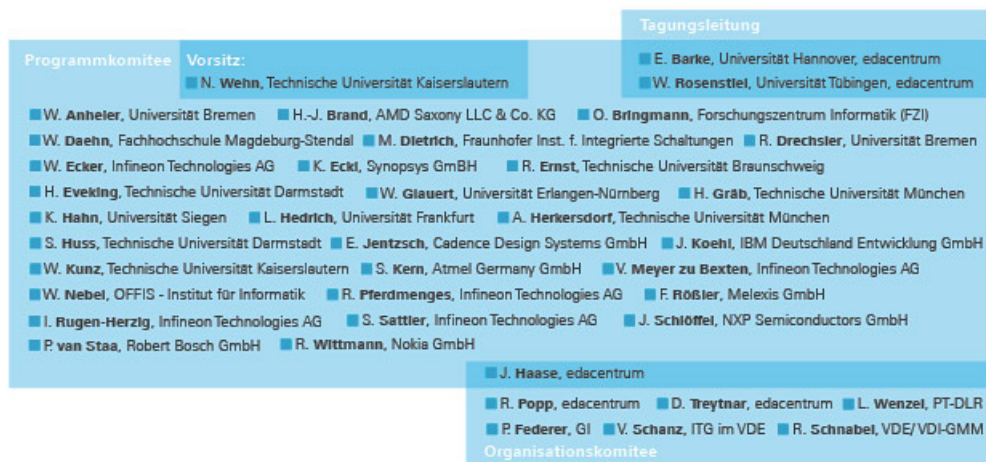 Tagungsleitung
E. Barke, Universität Hannover, edacentrum
W. Rosenstiel, Universität Tübingen, edacentrum
Programmkomitee Vorsitz:
N. Wehn, Technische Universität Kaiserslautern
W. Anheier, Universität Bremen H.-J. Brand, AMD Saxony LLC & Co. KG O. Bringmann, Forschungszentrum Informatik (FZI)
W. Daehn, Fachhochschule Magdeburg-Stendal M. Dietrich, Fraunhofer Inst. f. Integrierte Schaltungen R. Drechsler, Universität Bremen
W. Ecker, Infineon Technologies AG K. Eckl, Synopsys GmBH R. Ernst, Technische Universität Braunschweig
H. Eveking, Technische Universität Darmstadt W. Glauert, Universität Erlangen-Nürnberg H. Gräb, Technische Universität München
K. Hahn, Universität Siegen L. Hedrich, Universität Frankfurt A. Herkersdorf, Technische Universität München
S. Huss, Technische Universität Darmstadt E. Jentzsch, Cadence Design Systems GmbH J. Koehl, IBM Deutschland Entwicklung GmbH
W. Kunz, Technische Universität Kaiserslautern S. Kern, Atmel Germany GmbH V. Meyer zu Bexten, Infineon Technologies AG
W. Nebel, OFFIS - Institut für Informatik R. Pferdmenges, Infineon Technologies AG F. Rößler, Melexis GmbH
I. Rugen-Herzig, Infineon Technologies AG S. Sattler, Infineon Technologies AG J. Schlöffel, NXP Semiconductors GmbH
P. van Staa, Robert Bosch GmbH R. Wittmann, Nokia GmbH
J. Haase, edacentrum
R. Popp, edacentrum D. Treytnar, edacentrum L. Wenzel, PT-DLR
P. Federer, GI V. Schanz, ITG im VDE R. Schnabel, VDE/VDI-GMM
Organisationskomitee